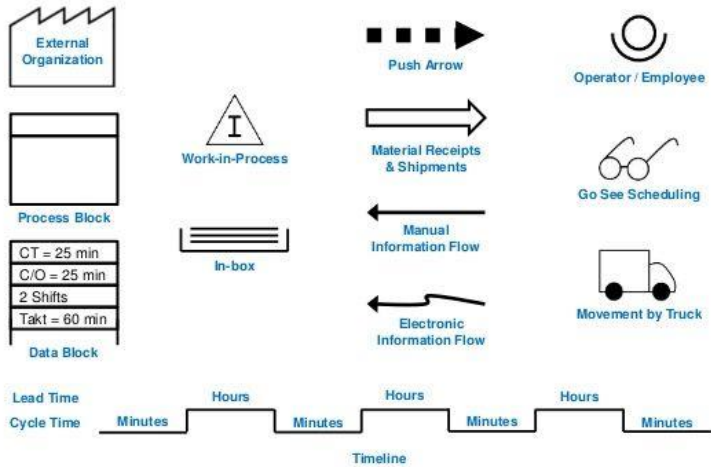 External
Organization
Process Block
CT = 25 min
C/O = 25 min
2 Shifts
Takt = 60 min
Data Block
I
Work-in-Process
In-box
Push Arrow
Material Receipts
& Shipments
Manual
Information Flow
Electronic
Information Flow
Operator / Employee
Go See Scheduling
Movement by Truck
Lead Time
Hours
Hours
Hours
Cycle Time
Minutes
Minutes
Minutes
Minutes
Timeline